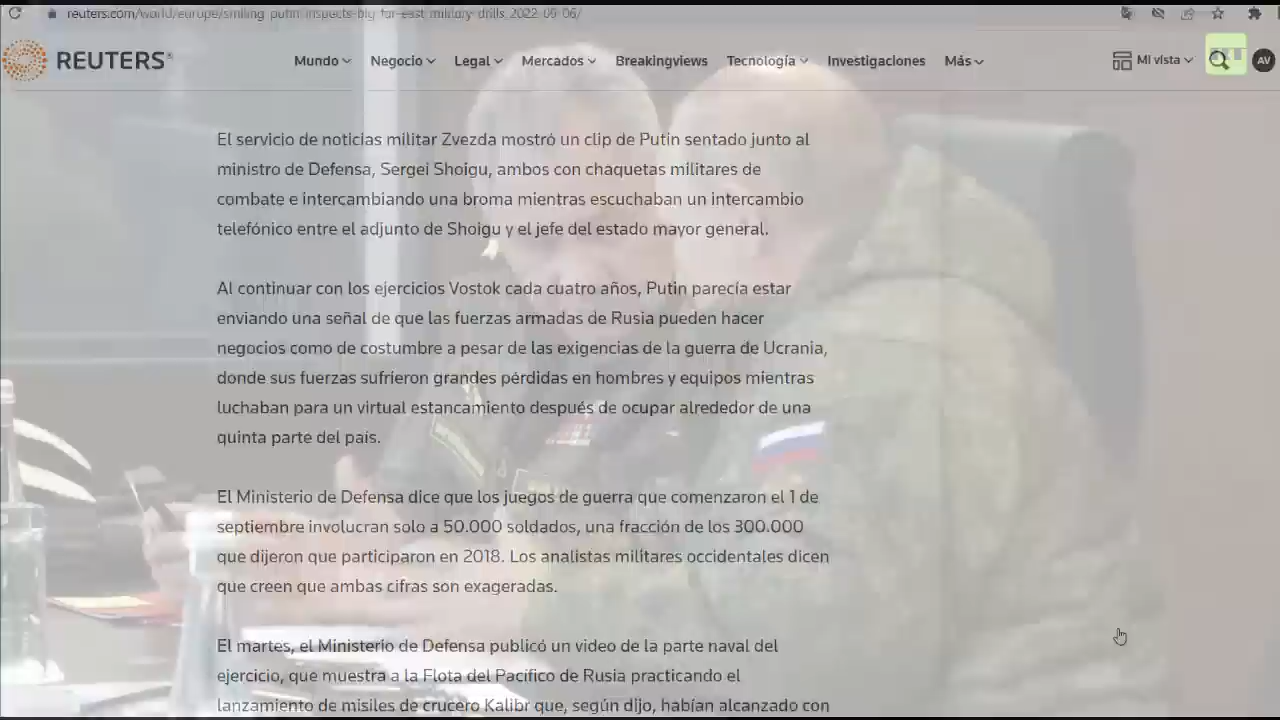 reuters.com/world/europe/smiling-putin-inspects-big-far-east-military-drills-2022-09-06/
REUTERS®
Mundo Negocio Legal Mercados Breakingviews Tecnología Investigaciones Más Mi vista AV
El servicio de noticias militar Zvezda mostró un clip de Putin sentado junto al
ministro de Defensa, Sergei Shoigu, ambos con chaquetas militares de
combate e intercambiando una broma mientras escuchaban un intercambio
telefónico entre el adjunto de Shoigu y el jefe del estado mayor general.
Al continuar con los ejercicios Vostok cada cuatro años, Putin parecía estar
enviando una señal de que las fuerzas armadas de Rusia pueden hacer
negocios como de costumbre a pesar de las exigencias de la guerra de Ucrania,
donde sus fuerzas sufrieron grandes pérdidas en hombres y equipos mientras
luchaban para un virtual estancamiento después de ocupar alrededor de una
quinta parte del país.
El Ministerio de Defensa dice que los juegos de guerra que comenzaron el 1 de
septiembre involucran solo a 50.000 soldados, una fracción de los 300.000
que dijeron que participaron en 2018. Los analistas militares occidentales dicen
que creen que ambas cifras son exageradas.
El martes, el Ministerio de Defensa publicó un video de la parte naval del
ejercicio, que muestra a la Flota del Pacífico de Rusia practicando el
lanzamiento de misiles de crucero Kalibr que, según dijo, habían alcanzado con